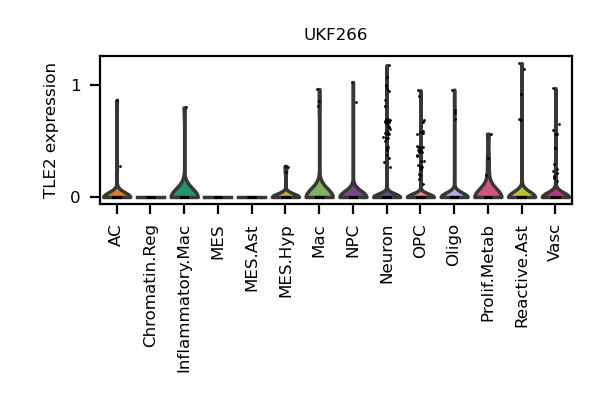 UKF266
TLE2 expression
1
0
AC
Chromatin.Reg
Inflammatory.Mac
MES
MES.Ast
MES.Hyp
Mac
NPC
Neuron
OPC
Oligo
Prolif.Metab
Reactive.Ast
Vasc